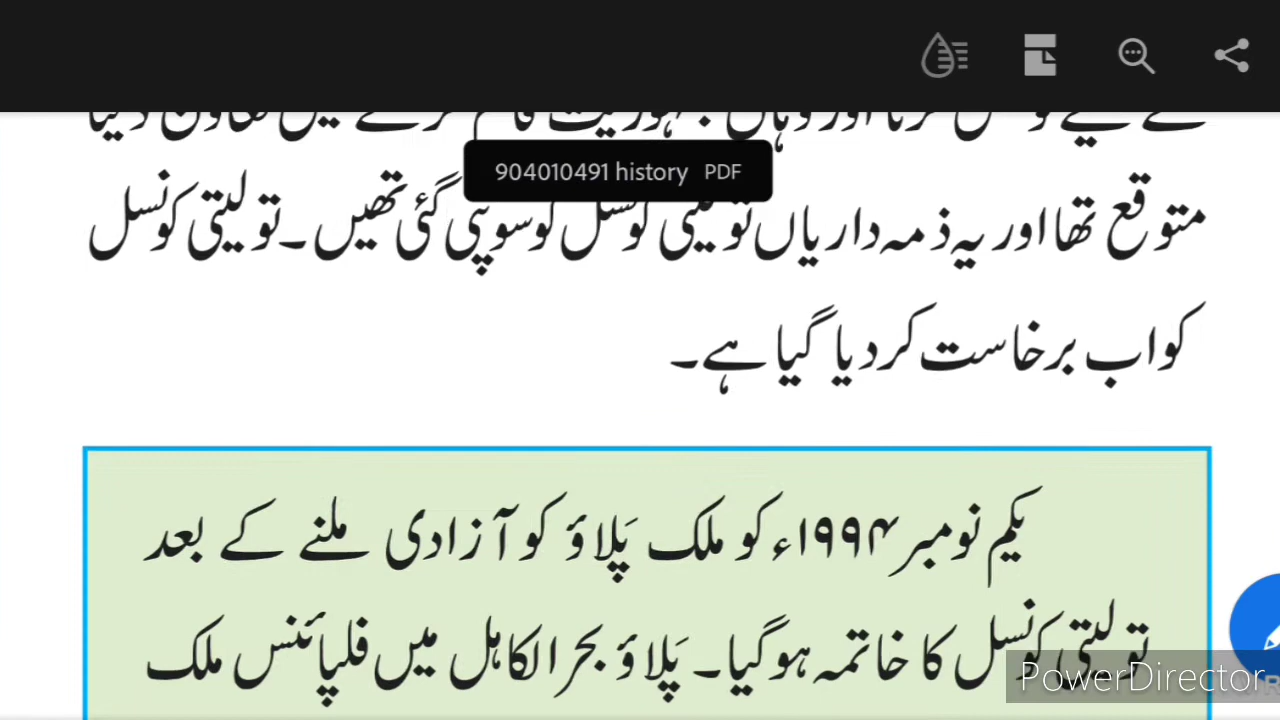 904010491 history PDF
متوقع تھا اور یہ ذمہ داریاں تولیتی کونسل کو سونپی گئی تھیں۔ تولیتی کونسل
کو اب برخاست کر دیا گیا ہے۔
یکم نومبر ۱۹۹۴ء کو ملک پَلاؤ کو آزادی ملنے کے بعد
تولیتی کونسل کا خاتمہ ہو گیا۔ پَلاؤ بحر الکاہل میں فلپائنس ملک
PowerDirector